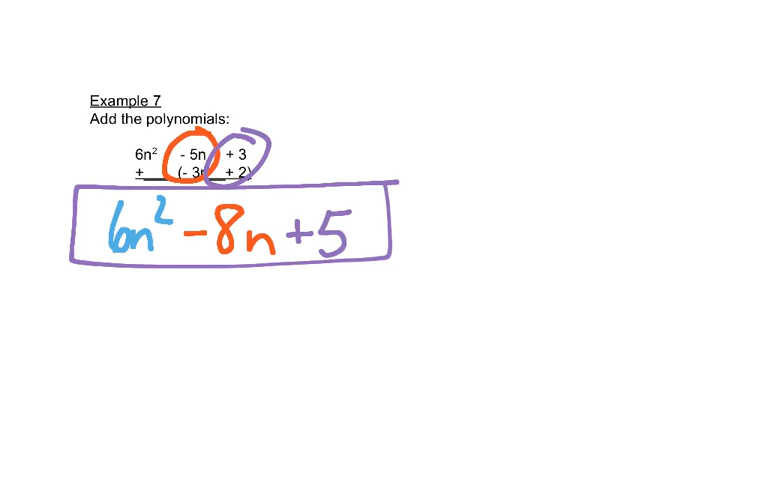 Example 7
Add the polynomials:
6n² - 5n + 3
+ (- 3n + 2)
6n² - 8n + 5